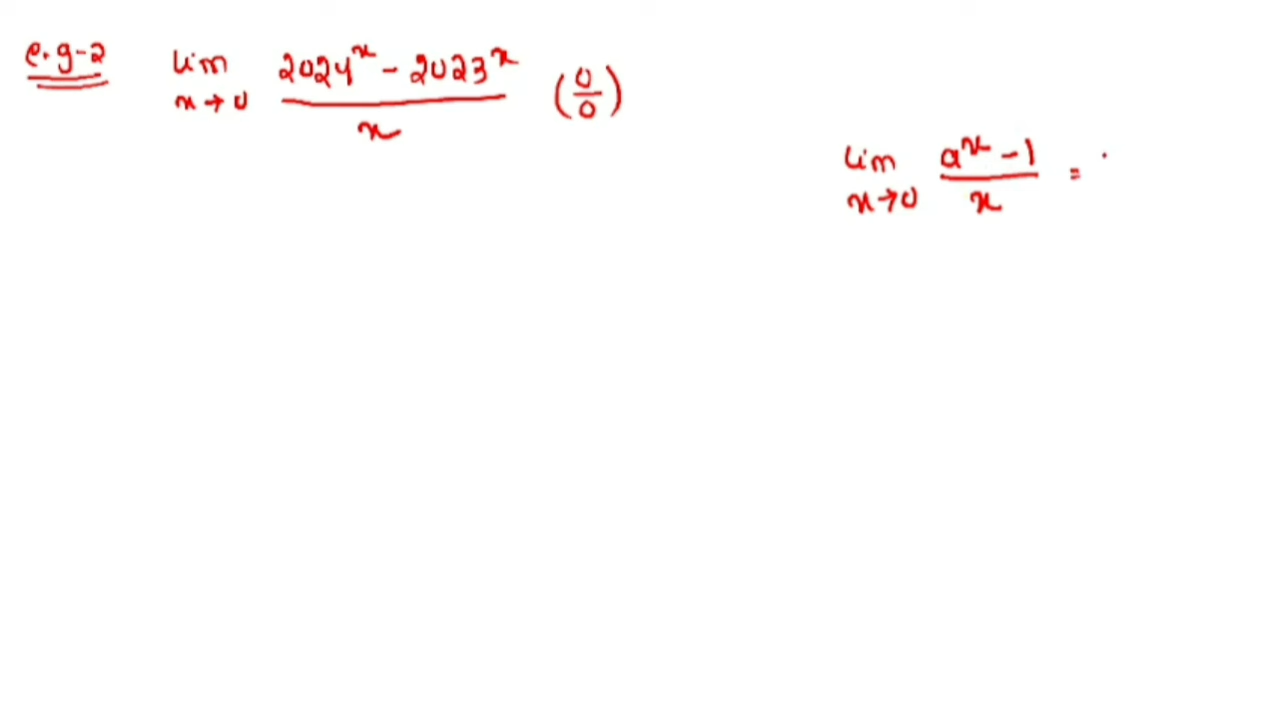 e.g-2 lim x→0 (2024^x - 2023^x)/x (0/0)
lim x→0 (a^x - 1)/x =